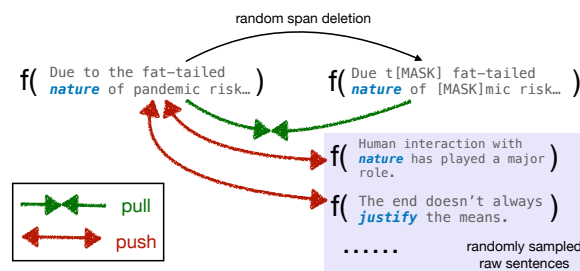 random span deletion
f( Due to the fat-tailed
nature of pandemic risk… )
f( Due t[MASK] fat-tailed
nature of [MASK]mic risk… )
f( Human interaction with
nature has played a major
role. )
f( The end doesn't always
justify the means. )
......
randomly sampled
raw sentences
pull
push